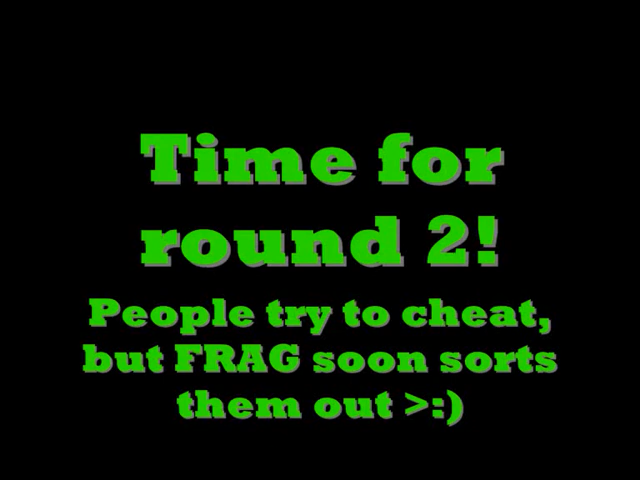 Time for
round 2!
People try to cheat,
but FRAG soon sorts
them out >:)